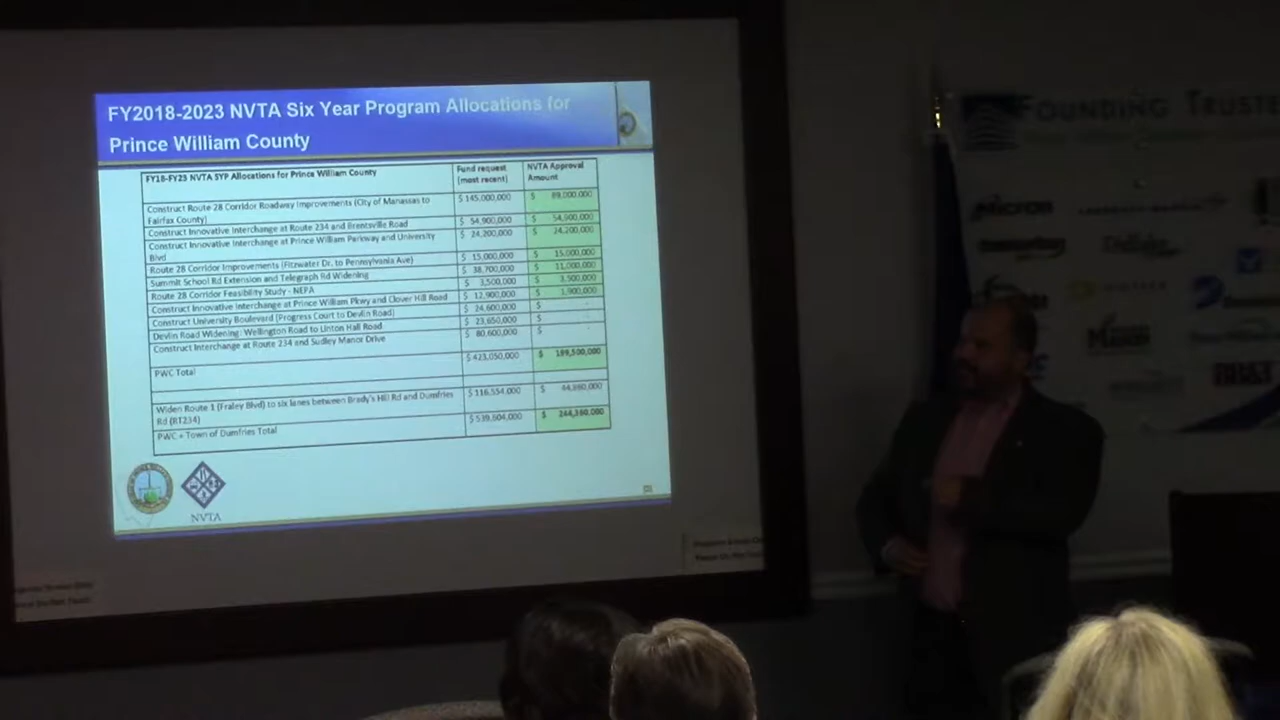 FY2018-2023 NVTA Six Year Program Allocations for
Prince William County
FY18-FY23 NVTA SYP Allocations for Prince William County
Fund request
(most recent)
NVTA Approval
Amount
Construct Route 28 Corridor Roadway Improvements (City of Manassas to
Fairfax County)
$ 145,000,000
$ 89,000,000
Construct Innovative Interchange at Route 234 and Brentsville Road
$ 54,900,000
$ 54,900,000
Construct Innovative Interchange at Prince William Parkway and University
Blvd
$ 24,200,000
$ 24,200,000
Route 28 Corridor Improvements (Fitzwater Dr. to Pennsylvania Ave)
$ 15,000,000
$ 15,000,000
Summit School Rd Extension and Telegraph Rd Widening
$ 38,700,000
$ 11,000,000
Route 28 Corridor Feasibility Study - NEPA
$ 3,500,000
$ 3,500,000
Construct Innovative Interchange at Prince William Pkwy and Clover Hill Road
$ 12,900,000
$ 1,900,000
Construct University Boulevard (Progress Court to Devlin Road)
$ 24,600,000
$ -
Devlin Road Widening: Wellington Road to Linton Hall Road
$ 23,650,000
$ -
Construct Interchange at Route 234 and Sudley Manor Drive
$ 80,600,000
$ -
PWC Total
$ 423,050,000
$ 199,500,000
Widen Route 1 (Fraley Blvd) to six lanes between Brady's Hill Rd and Dumfries
Rd (RT234)
$ 116,554,000
$ 44,860,000
PWC + Town of Dumfries Total
$ 539,604,000
$ 244,360,000
NVTA
FOUNDING
MICRON